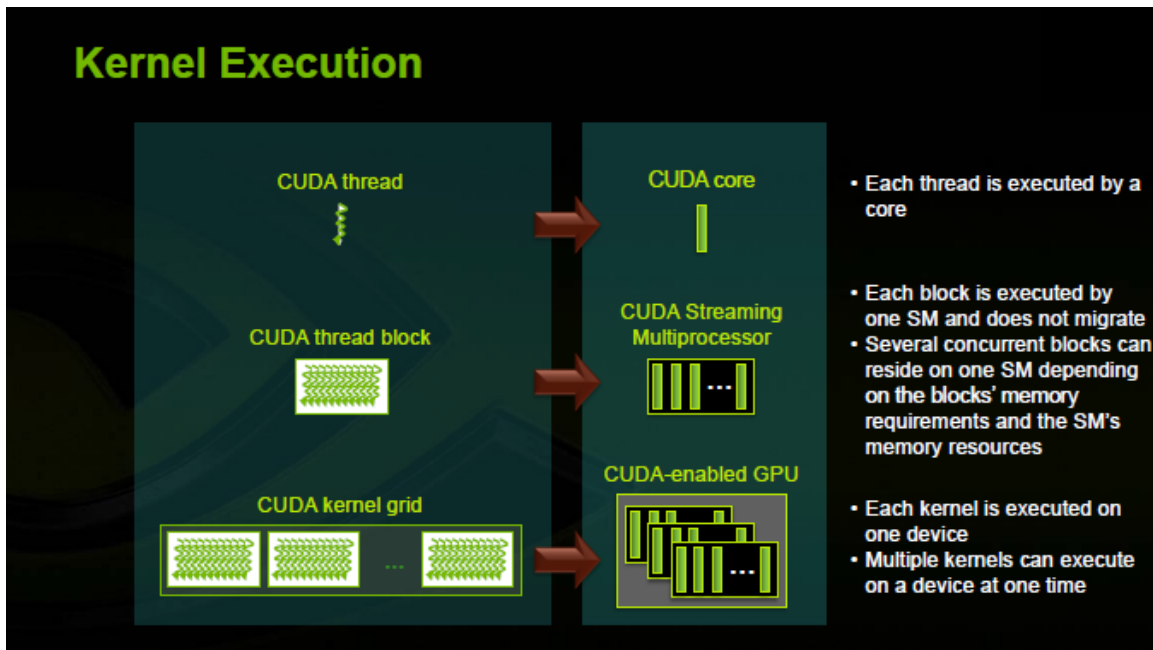 Kernel Execution
CUDA thread
CUDA core
• Each thread is executed by a
core
CUDA thread block
CUDA Streaming
Multiprocessor
...
• Each block is executed by
one SM and does not migrate
• Several concurrent blocks can
reside on one SM depending
on the blocks' memory
requirements and the SM's
memory resources
CUDA kernel grid
...
CUDA-enabled GPU
...
• Each kernel is executed on
one device
• Multiple kernels can execute
on a device at one time